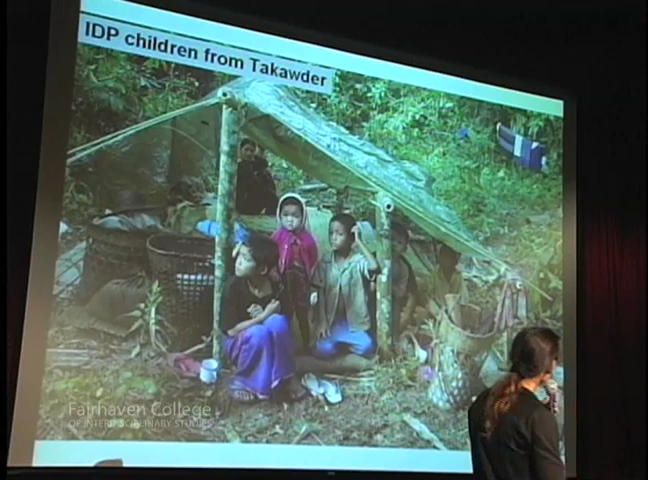 IDP children from Takawder
Fairhaven College
OF INTERDISCIPLINARY STUDIES